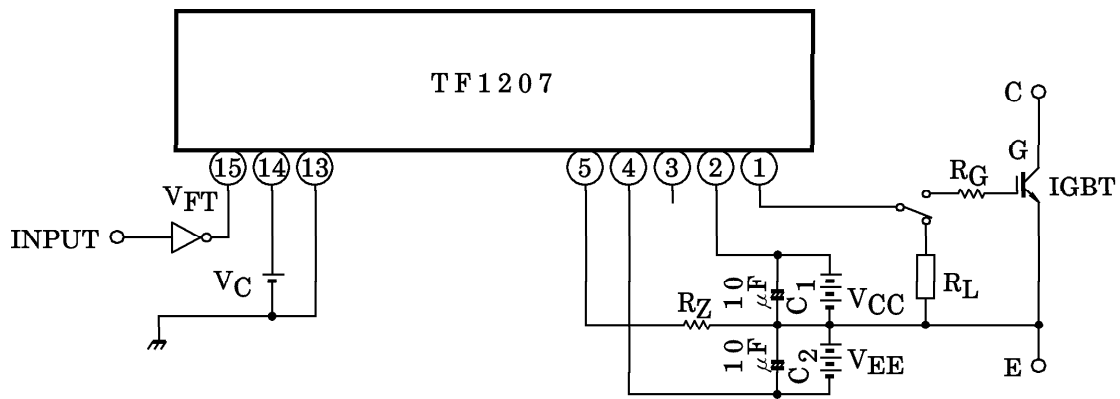 TF1207
15 14 13 5 4 3 2 1
C
G
RG
IGBT
VFT
INPUT
VC
RZ
10 μF
C1
VCC
RL
10 μF
C2
VEE
E